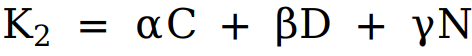 K₂ = αC + βD + γN